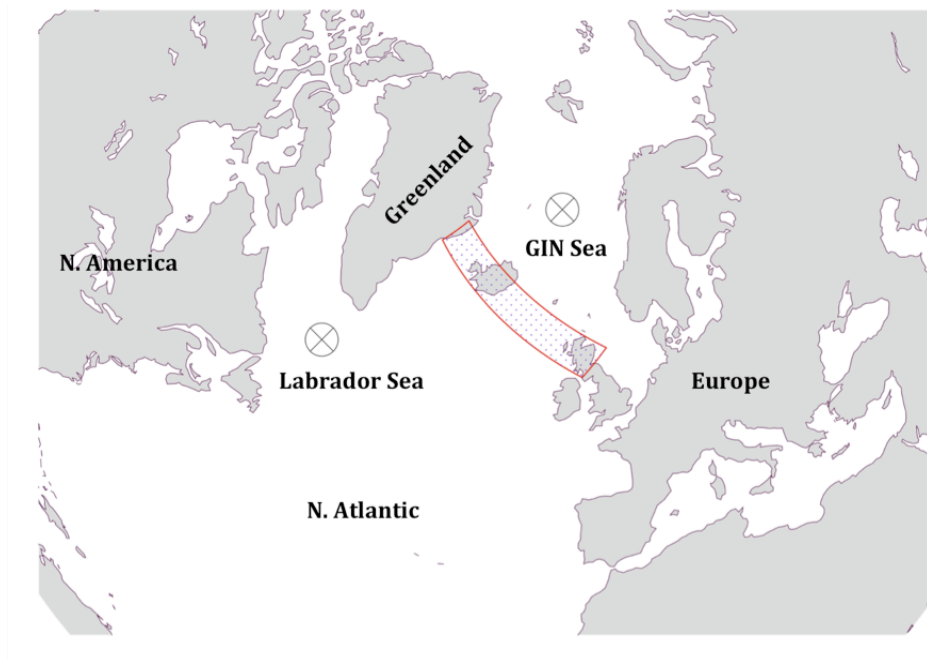 Greenland
GIN Sea
N. America
Labrador Sea
Europe
N. Atlantic